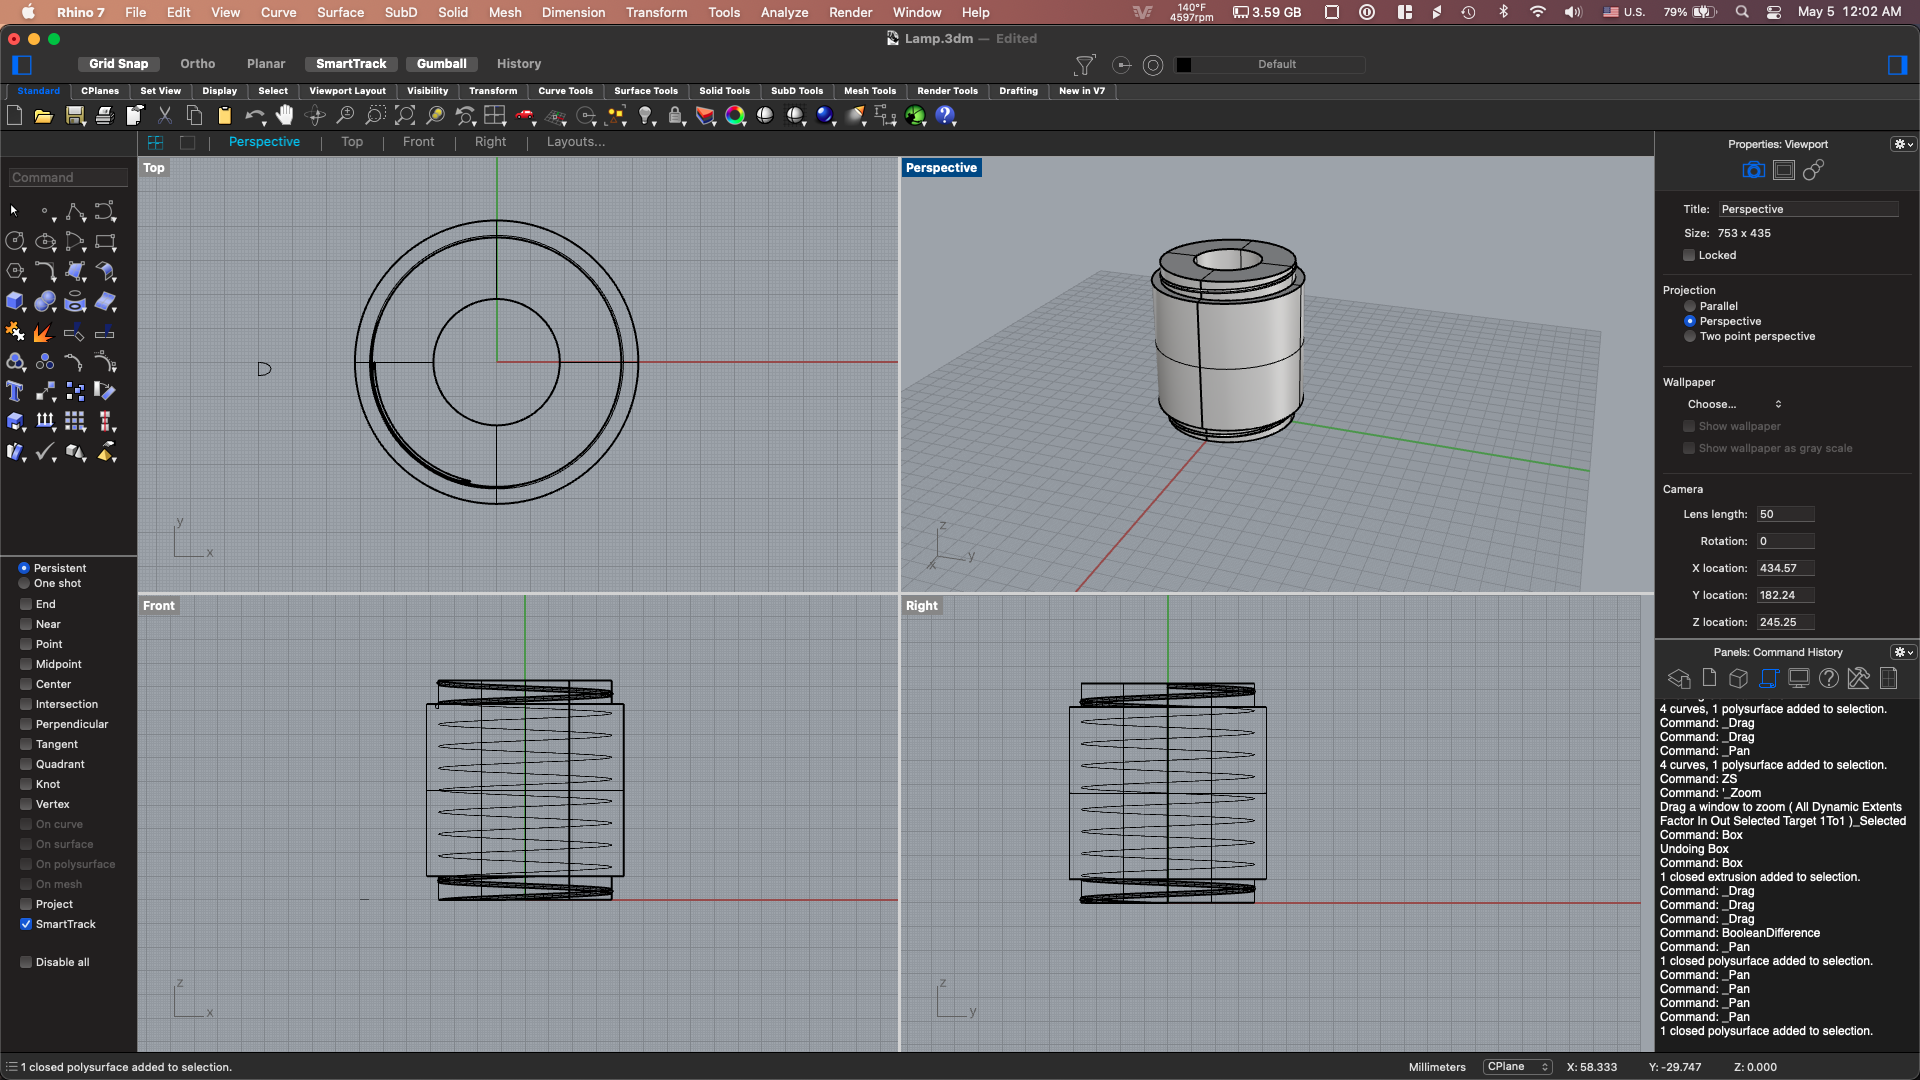 Rhino 7 File Edit View Curve Surface SubD Solid Mesh Dimension Transform Tools Analyze Render Window Help
140°F
4597rpm
3.59 GB
U.S.
79%
May 5 12:02 AM
Lamp.3dm — Edited
Grid Snap Ortho Planar SmartTrack Gumball History
Default
Standard CPlanes Set View Display Select Viewport Layout Visibility Transform Curve Tools Surface Tools Solid Tools SubD Tools Mesh Tools Render Tools Drafting New in V7
Perspective Top Front Right Layouts...
Command
Top
y
x
Perspective
z
y
x
Front
z
x
Right
z
y
Persistent
One shot
End
Near
Point
Midpoint
Center
Intersection
Perpendicular
Tangent
Quadrant
Knot
Vertex
On curve
On surface
On polysurface
On mesh
Project
SmartTrack
Disable all
Properties: Viewport
Title: Perspective
Size: 753 x 435
Locked
Projection
Parallel
Perspective
Two point perspective
Wallpaper
Choose...
Show wallpaper
Show wallpaper as gray scale
Camera
Lens length: 50
Rotation: 0
X location: 434.57
Y location: 182.24
Z location: 245.25
Panels: Command History
4 curves, 1 polysurface added to selection.
Command: _Drag
Command: _Drag
Command: _Pan
4 curves, 1 polysurface added to selection.
Command: ZS
Command: '_Zoom
Drag a window to zoom ( All Dynamic Extents
Factor In Out Selected Target 1To1 )_Selected
Command: Box
Undoing Box
Command: Box
1 closed extrusion added to selection.
Command: _Drag
Command: _Drag
Command: _Drag
Command: BooleanDifference
Command: _Pan
1 closed polysurface added to selection.
Command: _Pan
Command: _Pan
Command: _Pan
Command: _Pan
1 closed polysurface added to selection.
1 closed polysurface added to selection.
Millimeters CPlane X: 58.333 Y: -29.747 Z: 0.000